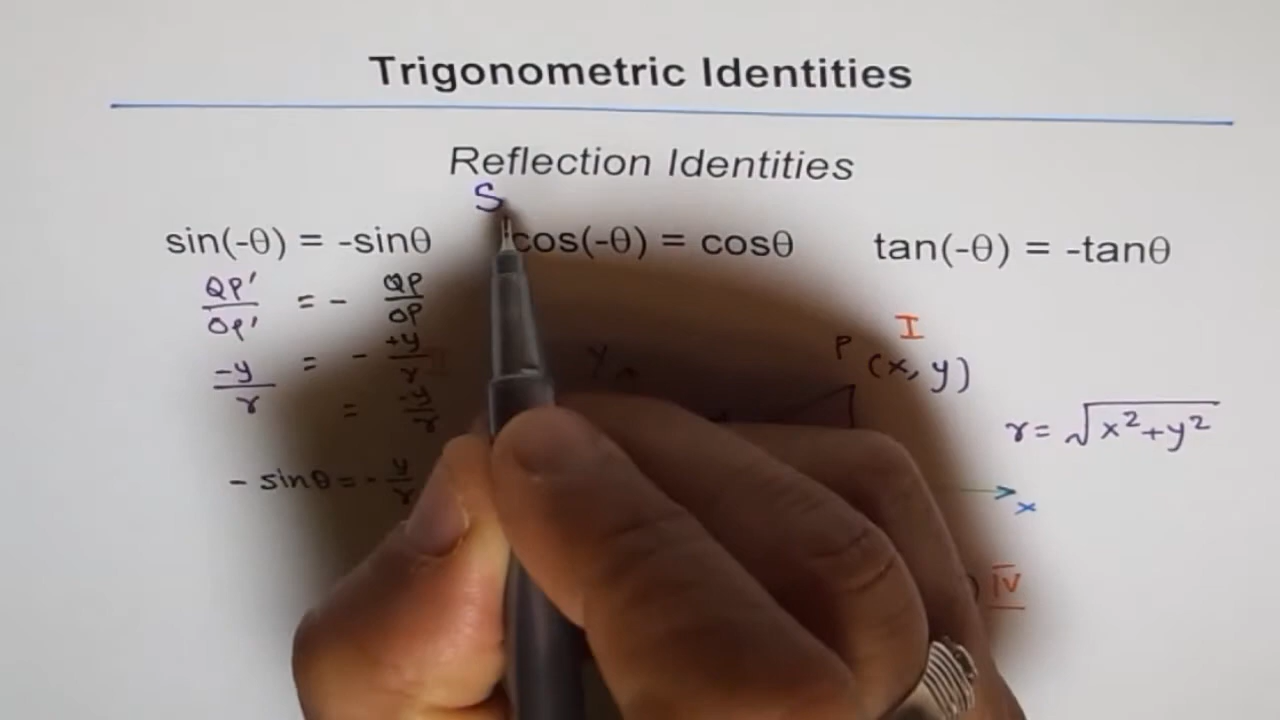 Trigonometric Identities
Reflection Identities
S
sin(-θ) = -sinθ cos(-θ) = cosθ tan(-θ) = -tanθ
QP'/OP' = - QP/OP
-y/r = - +y/r
= y/r
- sinθ = - y/r
Y
P (x, y) I
r = √x²+y²
x
) IV